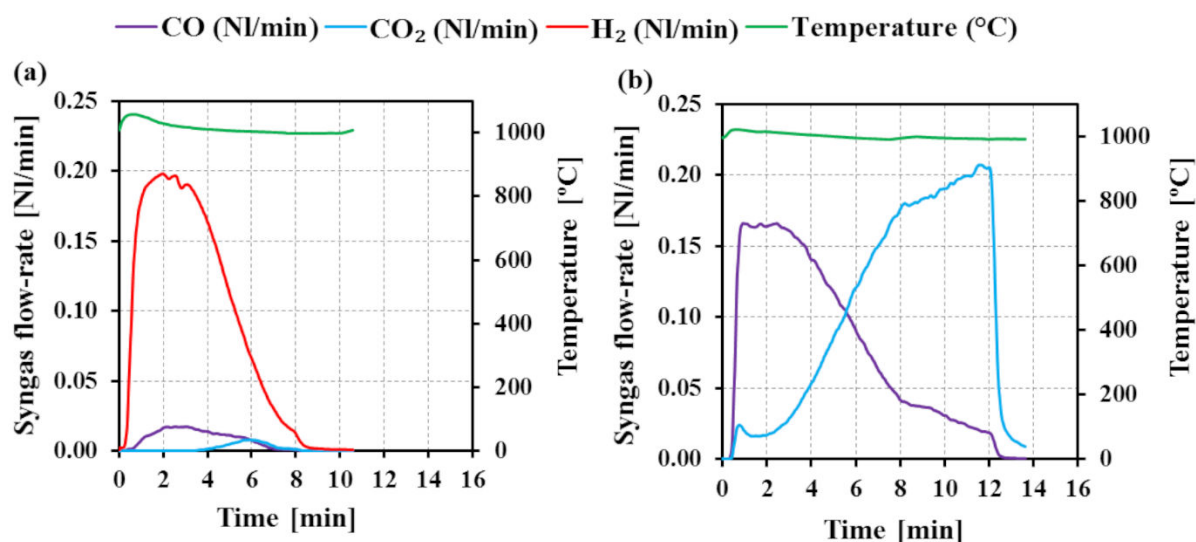 CO (Nl/min) CO₂ (Nl/min) H₂ (Nl/min) Temperature (°C)
(a)
Syngas flow-rate [Nl/min]
0.25
0.20
0.15
0.10
0.05
0.00
1000
800
600
400
200
0
Temperature [°C]
0 2 4 6 8 10 12 14 16
Time [min]
(b)
Syngas flow-rate [Nl/min]
0.25
0.20
0.15
0.10
0.05
0.00
1000
800
600
400
200
0
Temperature [°C]
0 2 4 6 8 10 12 14 16
Time [min]